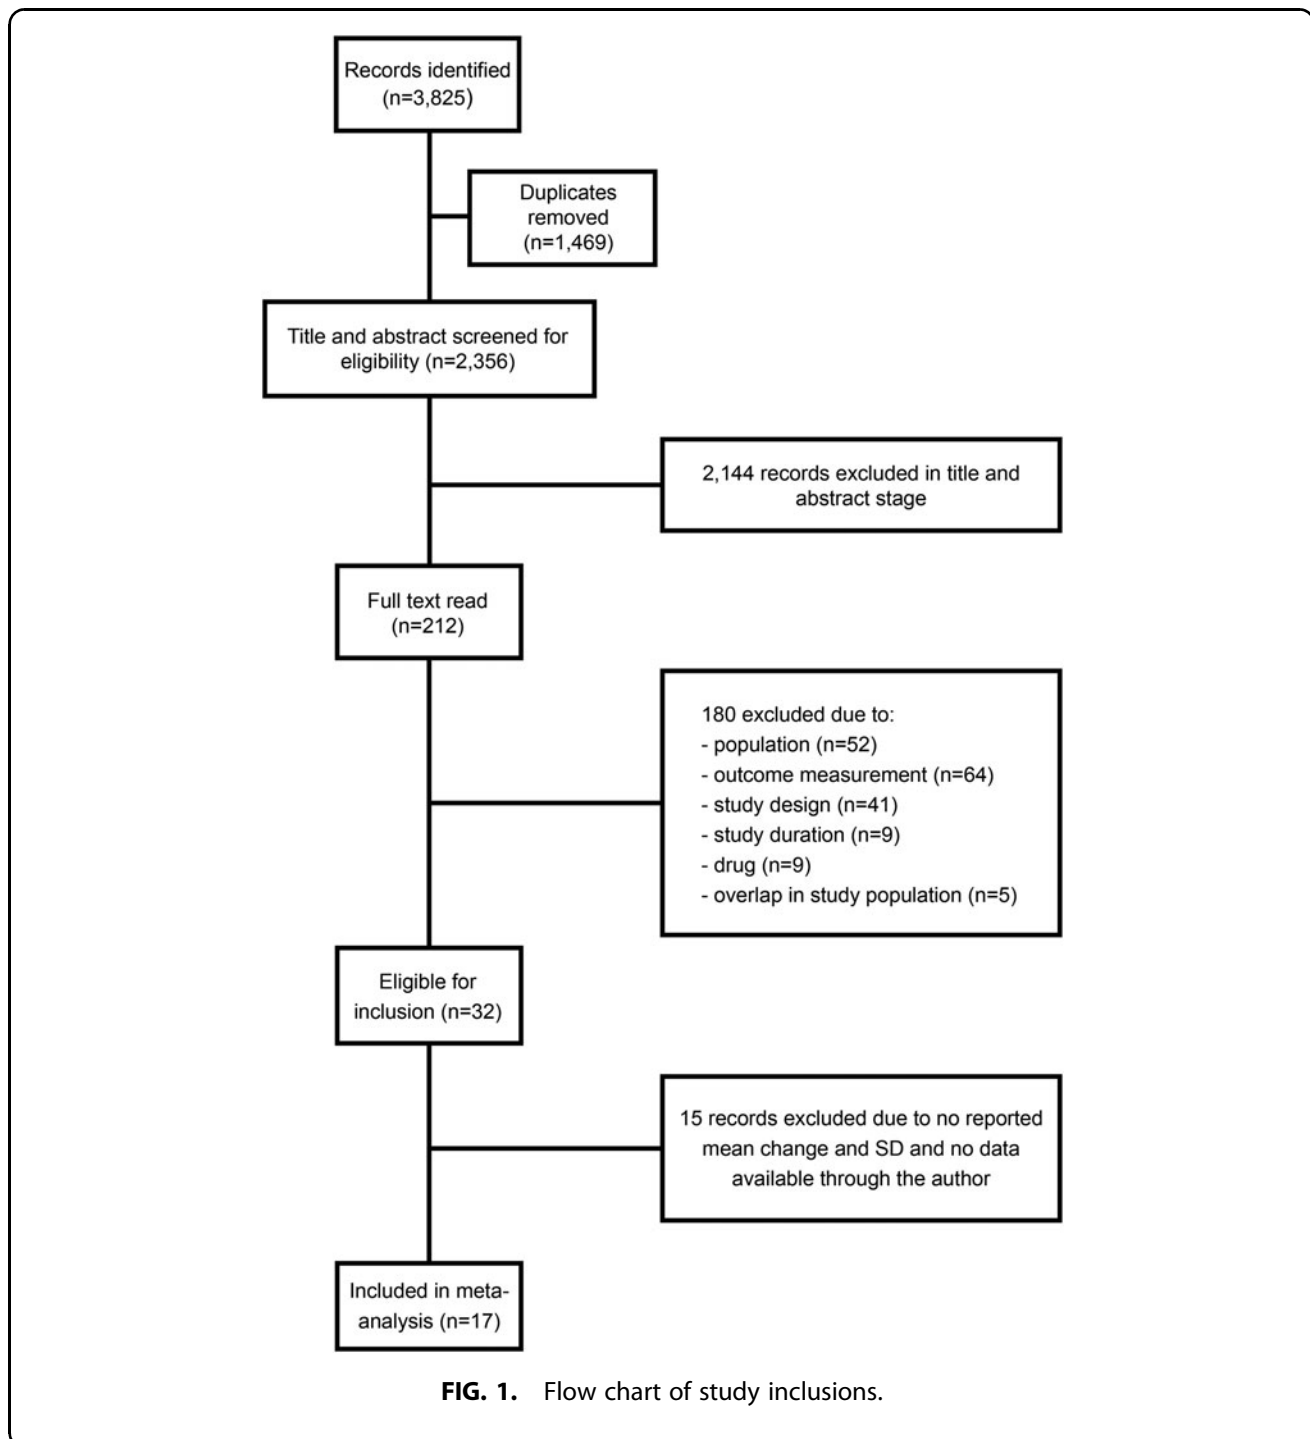 Records identified
(n=3,825)
Duplicates
removed
(n=1,469)
Title and abstract screened for
eligibility (n=2,356)
2,144 records excluded in title and
abstract stage
Full text read
(n=212)
180 excluded due to:
- population (n=52)
- outcome measurement (n=64)
- study design (n=41)
- study duration (n=9)
- drug (n=9)
- overlap in study population (n=5)
Eligible for
inclusion (n=32)
15 records excluded due to no reported
mean change and SD and no data
available through the author
Included in meta-
analysis (n=17)
FIG. 1. Flow chart of study inclusions.